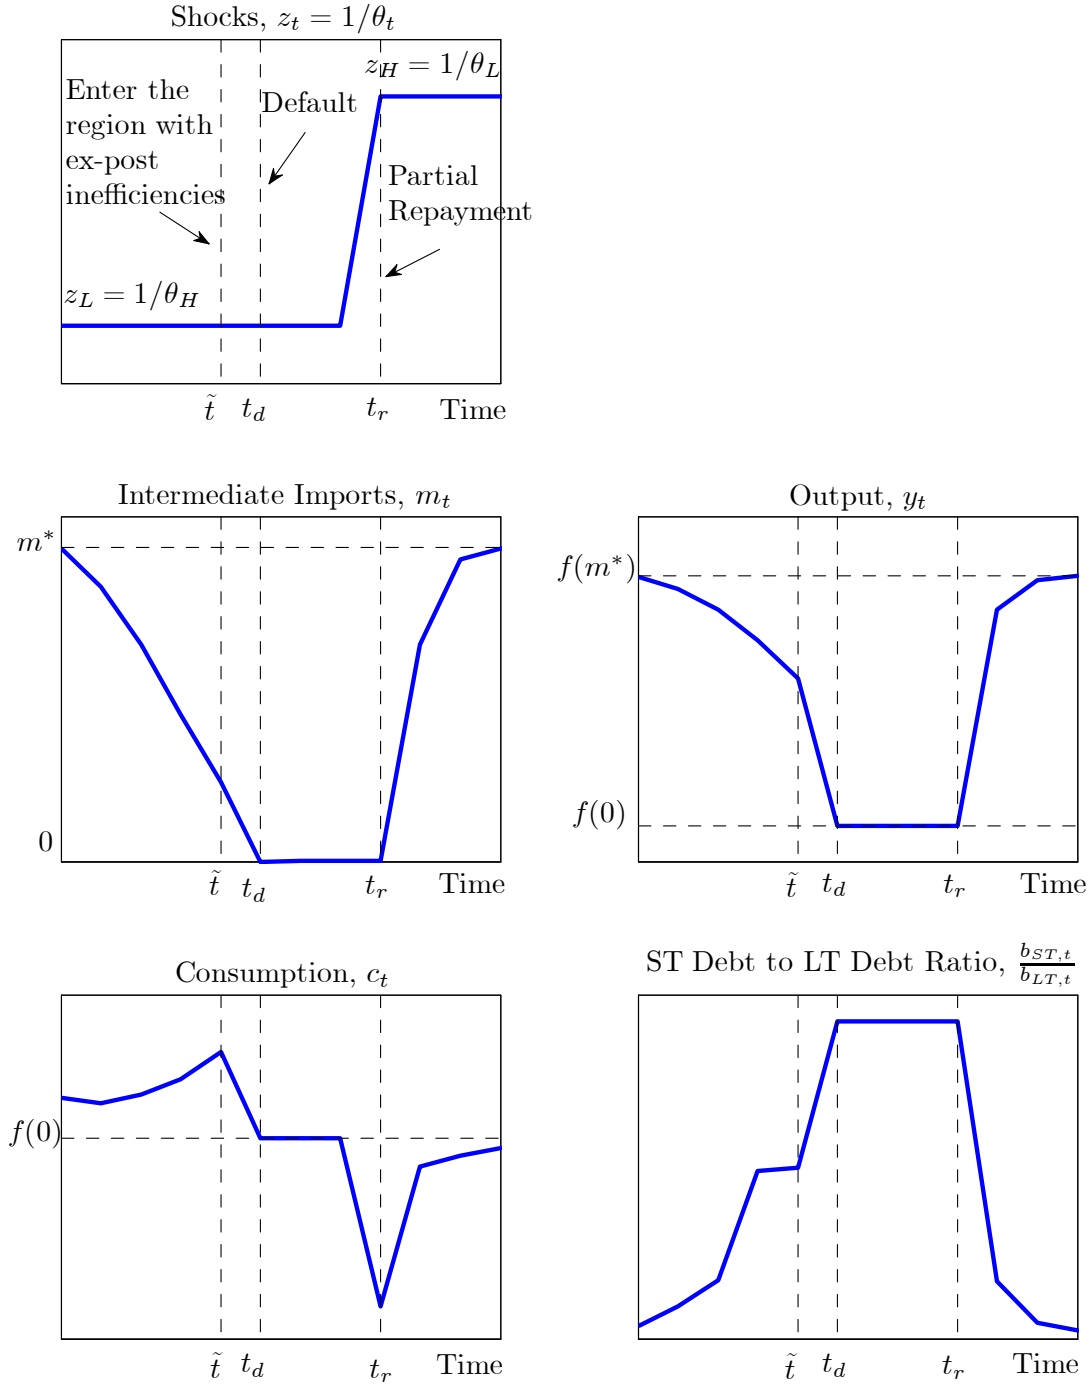 Shocks, z_t = 1/θ_t
z_H = 1/θ_L
Enter the
region with
ex-post
inefficiencies
Default
Partial
Repayment
z_L = 1/θ_H
t̃ t_d t_r Time
Intermediate Imports, m_t
m*
0
t̃ t_d t_r Time
Output, y_t
f(m*)
f(0)
t̃ t_d t_r Time
Consumption, c_t
f(0)
t̃ t_d t_r Time
ST Debt to LT Debt Ratio, b_{ST,t}/b_{LT,t}
t̃ t_d t_r Time